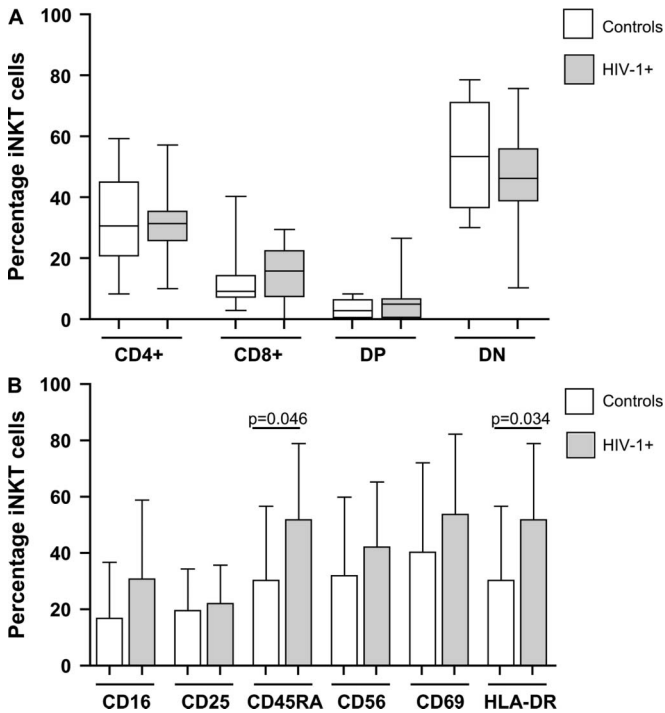 A
Percentage iNKT cells
100
80
60
40
20
0
CD4+ CD8+ DP DN
Controls
HIV-1+
B
Percentage iNKT cells
100
80
60
40
20
0
p=0.046 p=0.034
CD16 CD25 CD45RA CD56 CD69 HLA-DR
Controls
HIV-1+